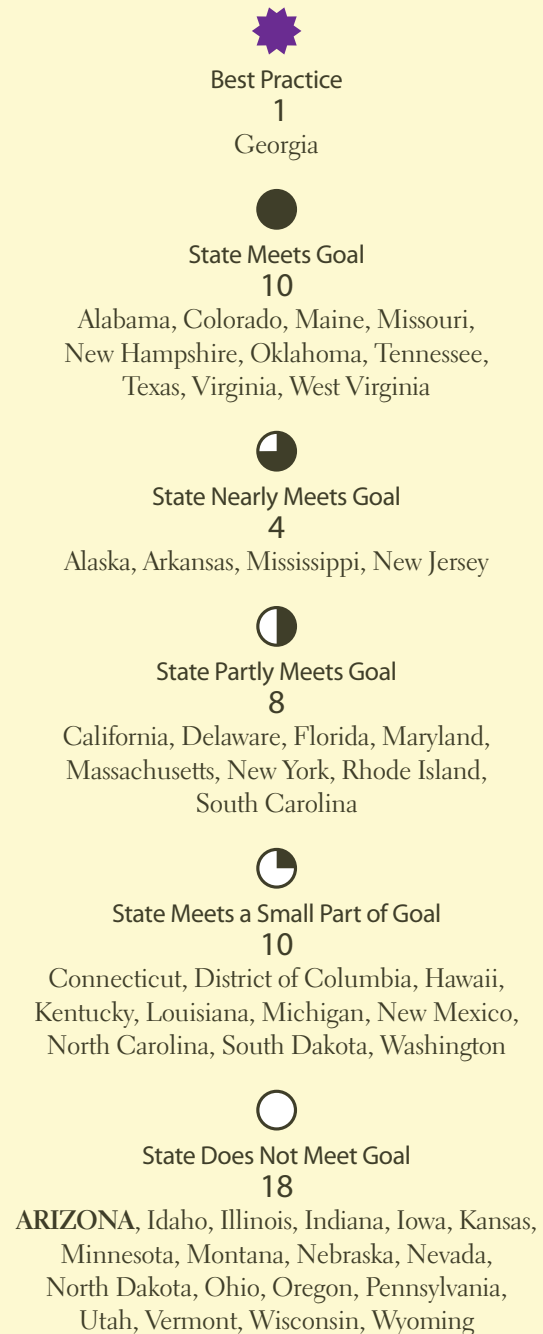 Best Practice
1
Georgia
State Meets Goal
10
Alabama, Colorado, Maine, Missouri,
New Hampshire, Oklahoma, Tennessee,
Texas, Virginia, West Virginia
State Nearly Meets Goal
4
Alaska, Arkansas, Mississippi, New Jersey
State Partly Meets Goal
8
California, Delaware, Florida, Maryland,
Massachusetts, New York, Rhode Island,
South Carolina
State Meets a Small Part of Goal
10
Connecticut, District of Columbia, Hawaii,
Kentucky, Louisiana, Michigan, New Mexico,
North Carolina, South Dakota, Washington
State Does Not Meet Goal
18
ARIZONA, Idaho, Illinois, Indiana, Iowa, Kansas,
Minnesota, Montana, Nebraska, Nevada,
North Dakota, Ohio, Oregon, Pennsylvania,
Utah, Vermont, Wisconsin, Wyoming